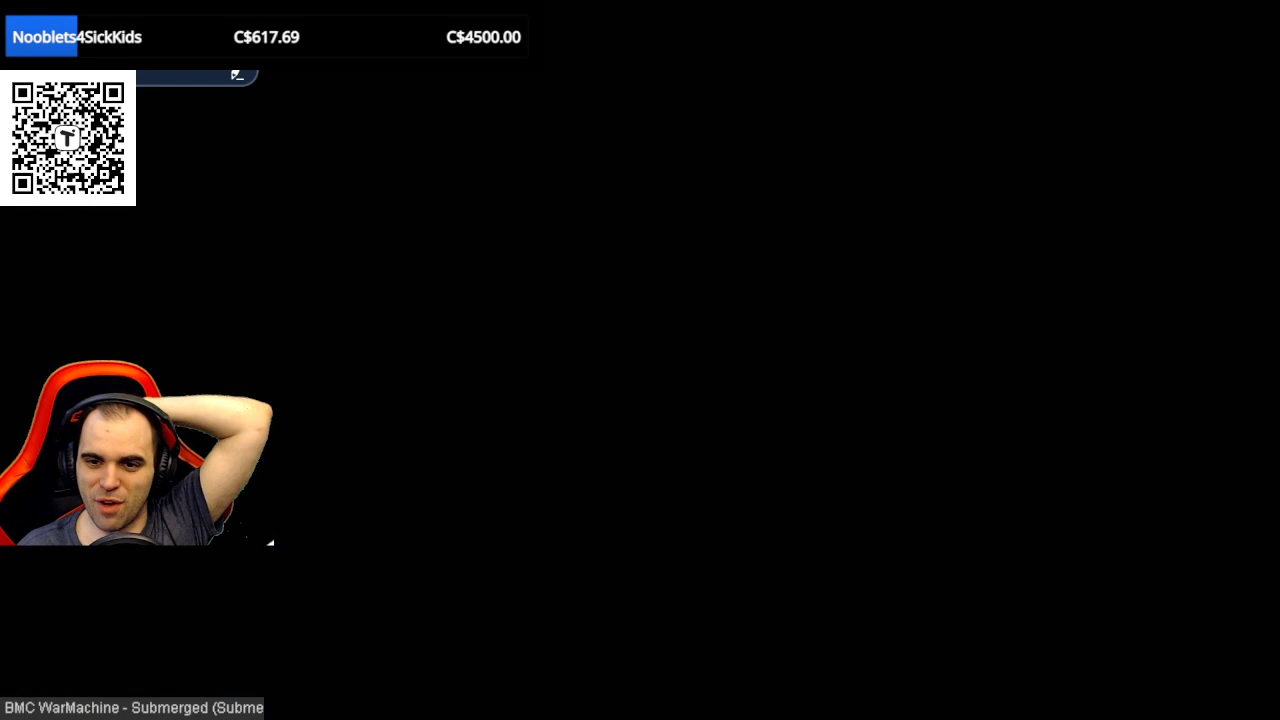 Nooblets4SickKids C$617.69 C$4500.00
T
BMC WarMachine - Submerged (Subme